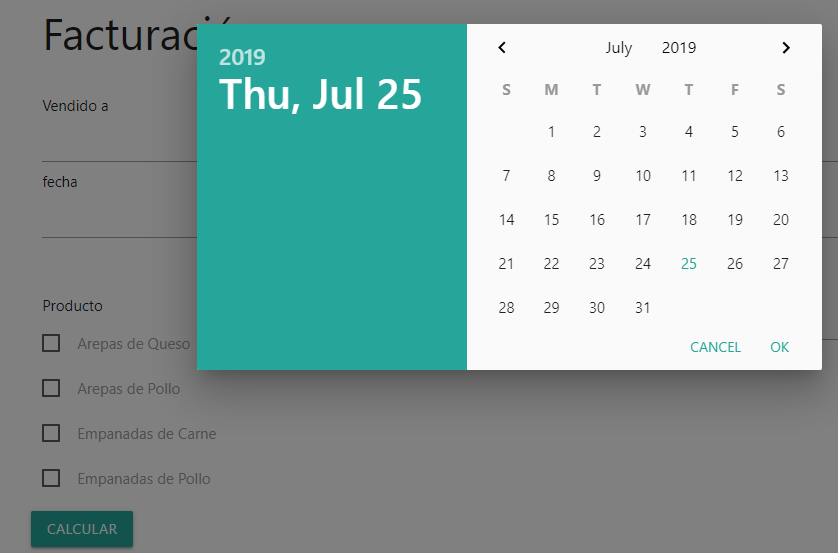 Facturació
Vendido a
fecha
2019
Thu, Jul 25
July 2019
S M T W T F S
1 2 3 4 5 6
7 8 9 10 11 12 13
14 15 16 17 18 19 20
21 22 23 24 25 26 27
28 29 30 31
CANCEL OK
Producto
Arepas de Queso
Arepas de Pollo
Empanadas de Carne
Empanadas de Pollo
CALCULAR